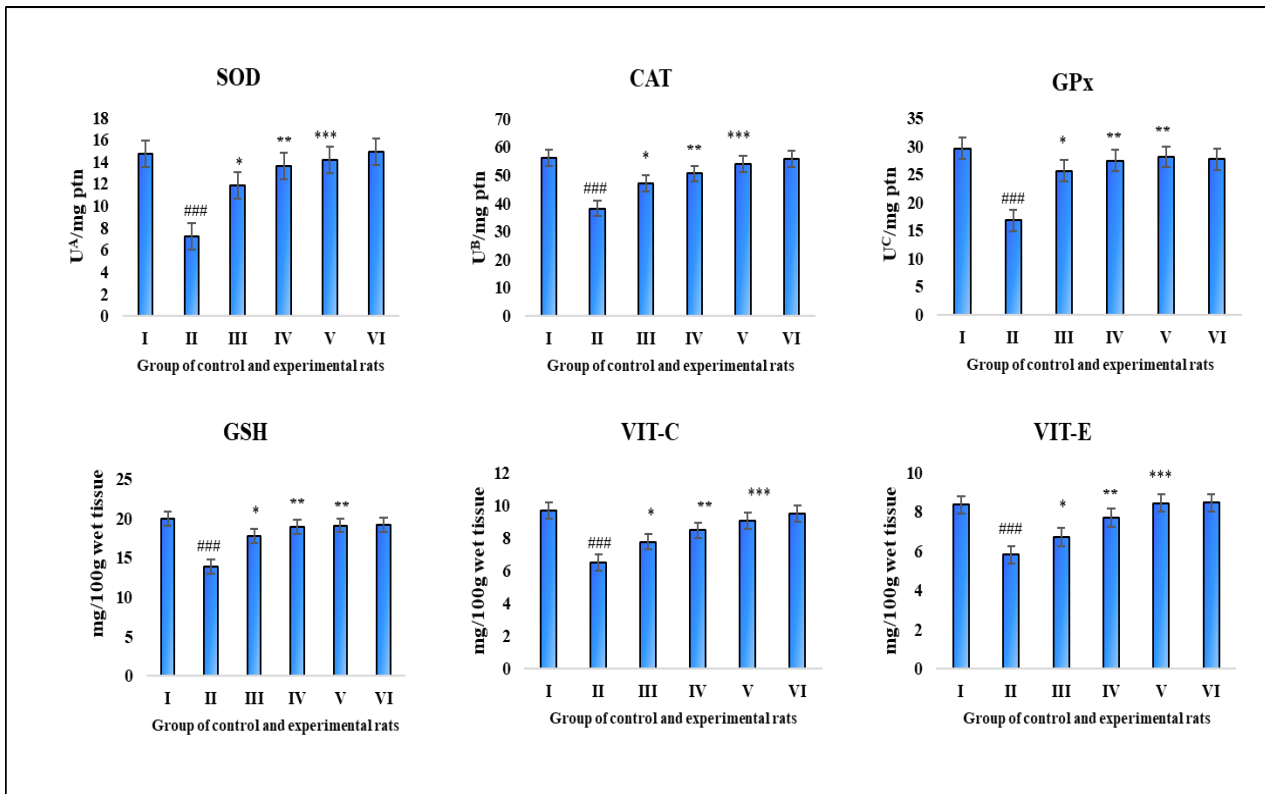 SOD
U^A/mg ptn
18
16
14
12
10
8
6
4
2
0
###
*
**
***
I II III IV V VI
Group of control and experimental rats
CAT
U^B/mg ptn
70
60
50
40
30
20
10
0
###
*
**
***
I II III IV V VI
Group of control and experimental rats
GPx
U^C/mg ptn
35
30
25
20
15
10
5
0
###
*
**
**
I II III IV V VI
Group of control and experimental rats
GSH
mg/100g wet tissue
25
20
15
10
5
0
###
*
**
**
I II III IV V VI
Group of control and experimental rats
VIT-C
mg/100g wet tissue
12
10
8
6
4
2
0
###
*
**
***
I II III IV V VI
Group of control and experimental rats
VIT-E
mg/100g wet tissue
10
8
6
4
2
0
###
*
**
***
I II III IV V VI
Group of control and experimental rats